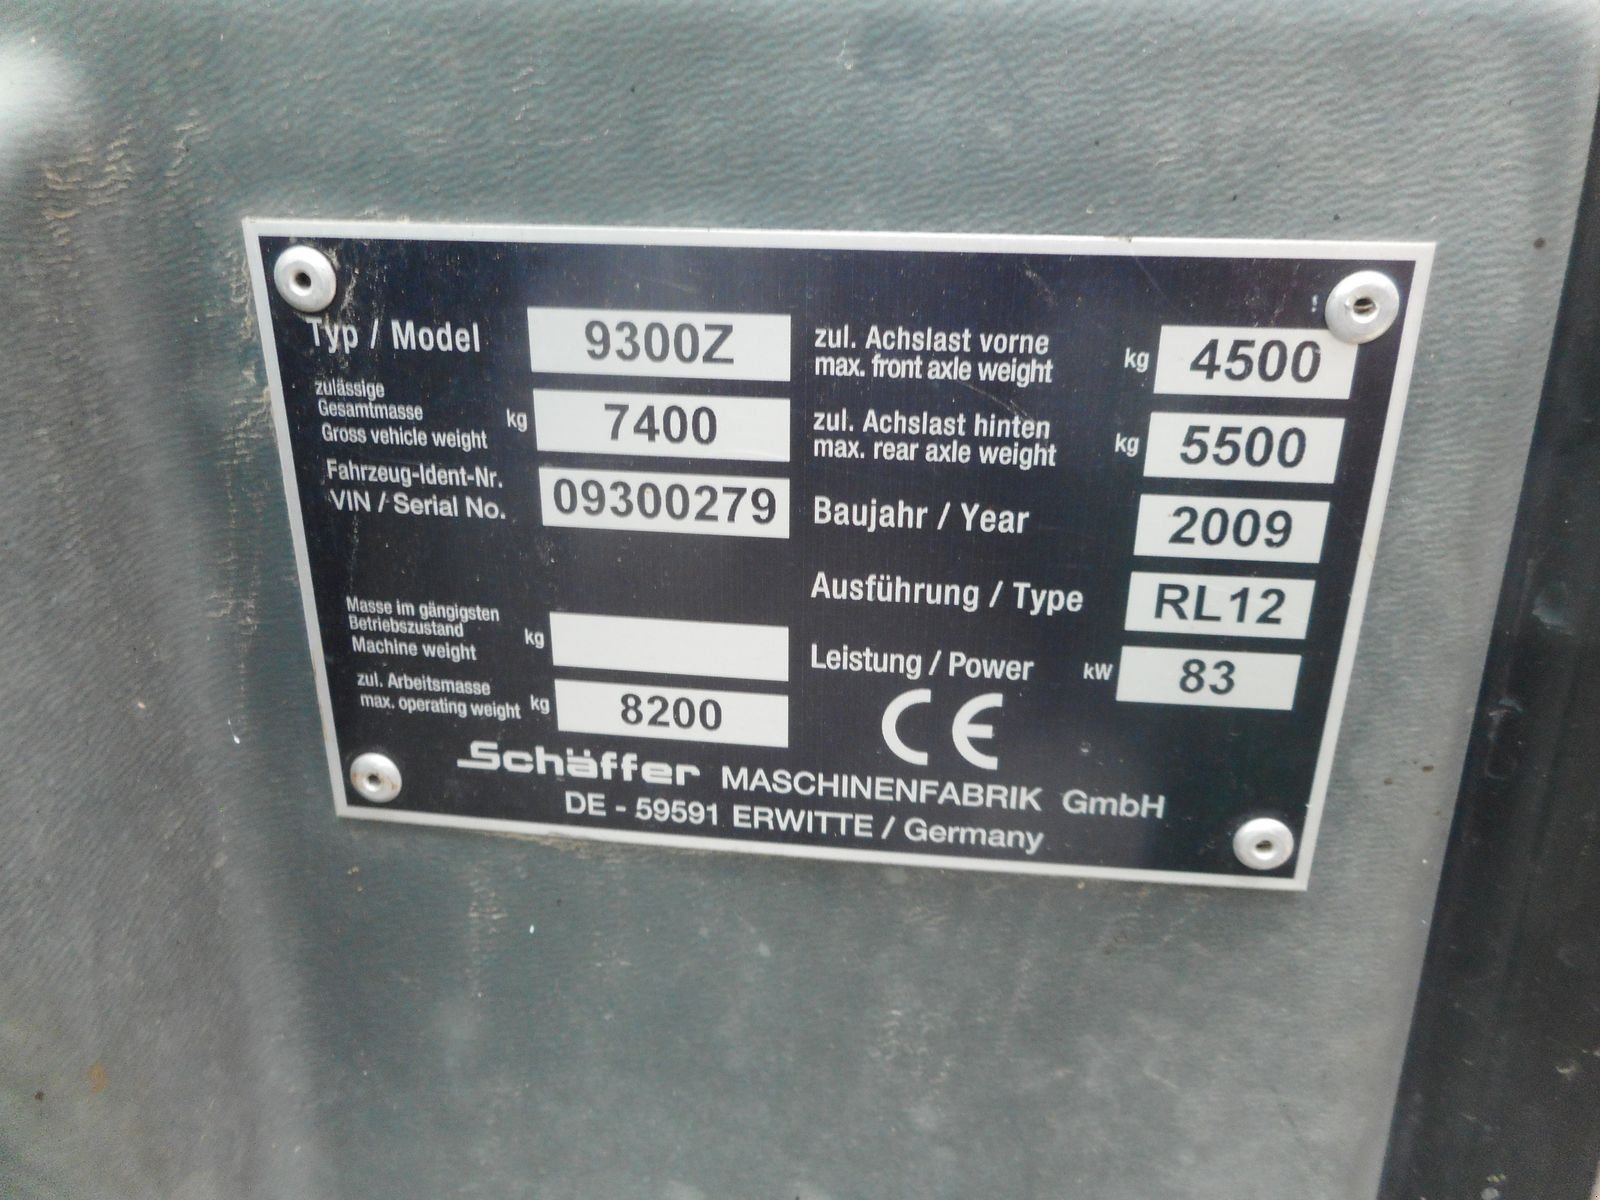 Typ / Model 9300Z
zulässige
Gesamtmasse
Gross vehicle weight kg 7400
Fahrzeug-Ident-Nr.
VIN / Serial No. 09300279
Masse im gängigsten
Betriebszustand
Machine weight kg
zul. Arbeitsmasse
max. operating weight kg 8200
zul. Achslast vorne
max. front axle weight kg 4500
zul. Achslast hinten
max. rear axle weight kg 5500
Baujahr / Year 2009
Ausführung / Type RL12
Leistung / Power kW 83
CE
Schäffer MASCHINENFABRIK GmbH
DE - 59591 ERWITTE / Germany